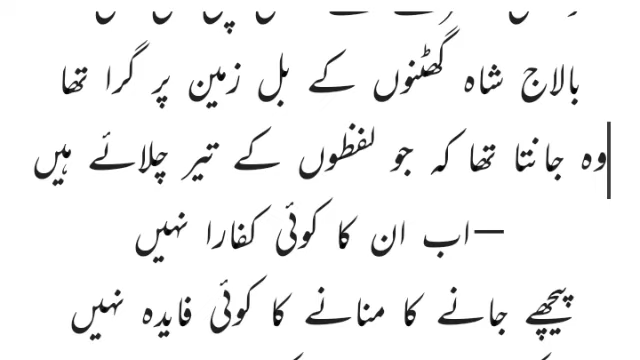 بالاج شاہ گھٹنوں کے بل زمین پر گرا تھا
وہ جانتا تھا کہ جو لفظوں کے تیر چلائے ہیں
—اب ان کا کوئی کفارا نہیں
پیچھے جانے کا منانے کا کوئی فایدہ نہیں